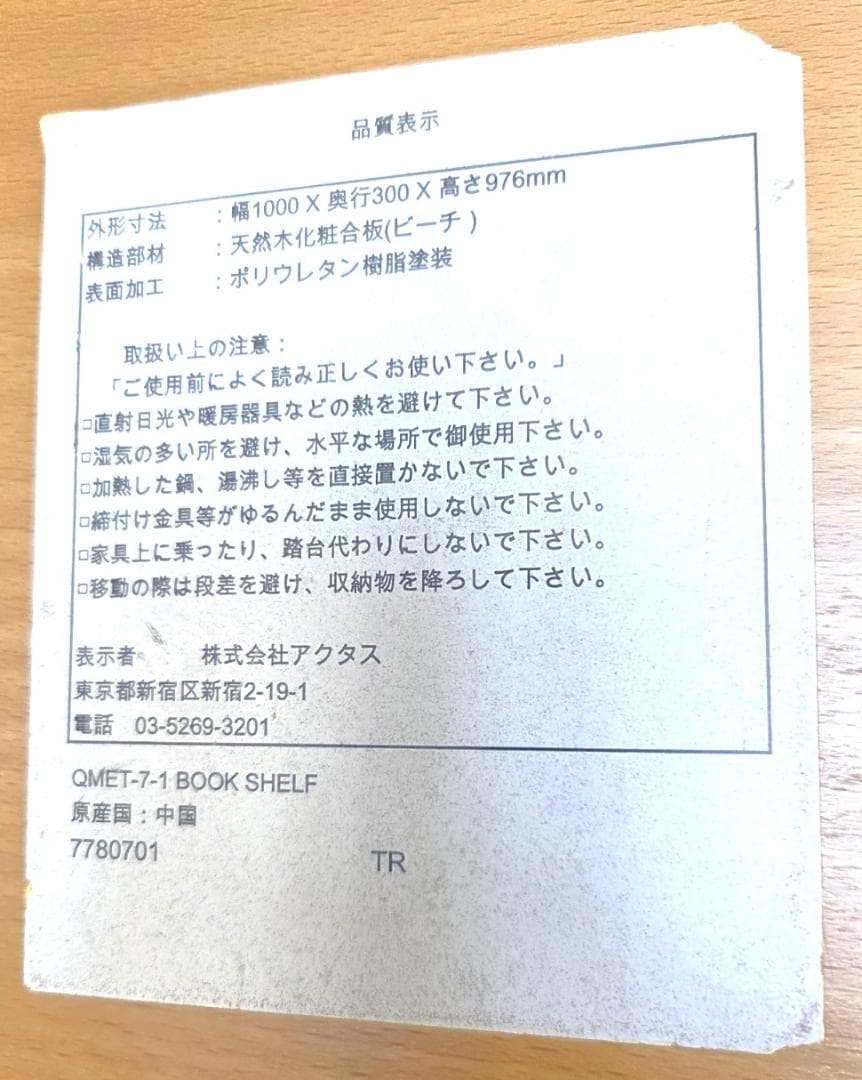 品質表示
外形寸法 : 幅1000 X 奥行300 X 高さ976mm
構造部材 : 天然木化粧合板(ビーチ)
表面加工 : ポリウレタン樹脂塗装
取扱い上の注意：
「ご使用前によく読み正しくお使い下さい。」
□直射日光や暖房器具などの熱を避けて下さい。
□湿気の多い所を避け、水平な場所で御使用下さい。
□加熱した鍋、湯沸し等を直接置かないで下さい。
□締付け金具等がゆるんだまま使用しないで下さい。
□家具上に乗ったり、踏台代わりにしないで下さい。
□移動の際は段差を避け、収納物を降ろして下さい。
表示者 株式会社アクタス
東京都新宿区新宿2-19-1
電話 03-5269-3201
QMET-7-1 BOOK SHELF
原産国：中国
7780701 TR